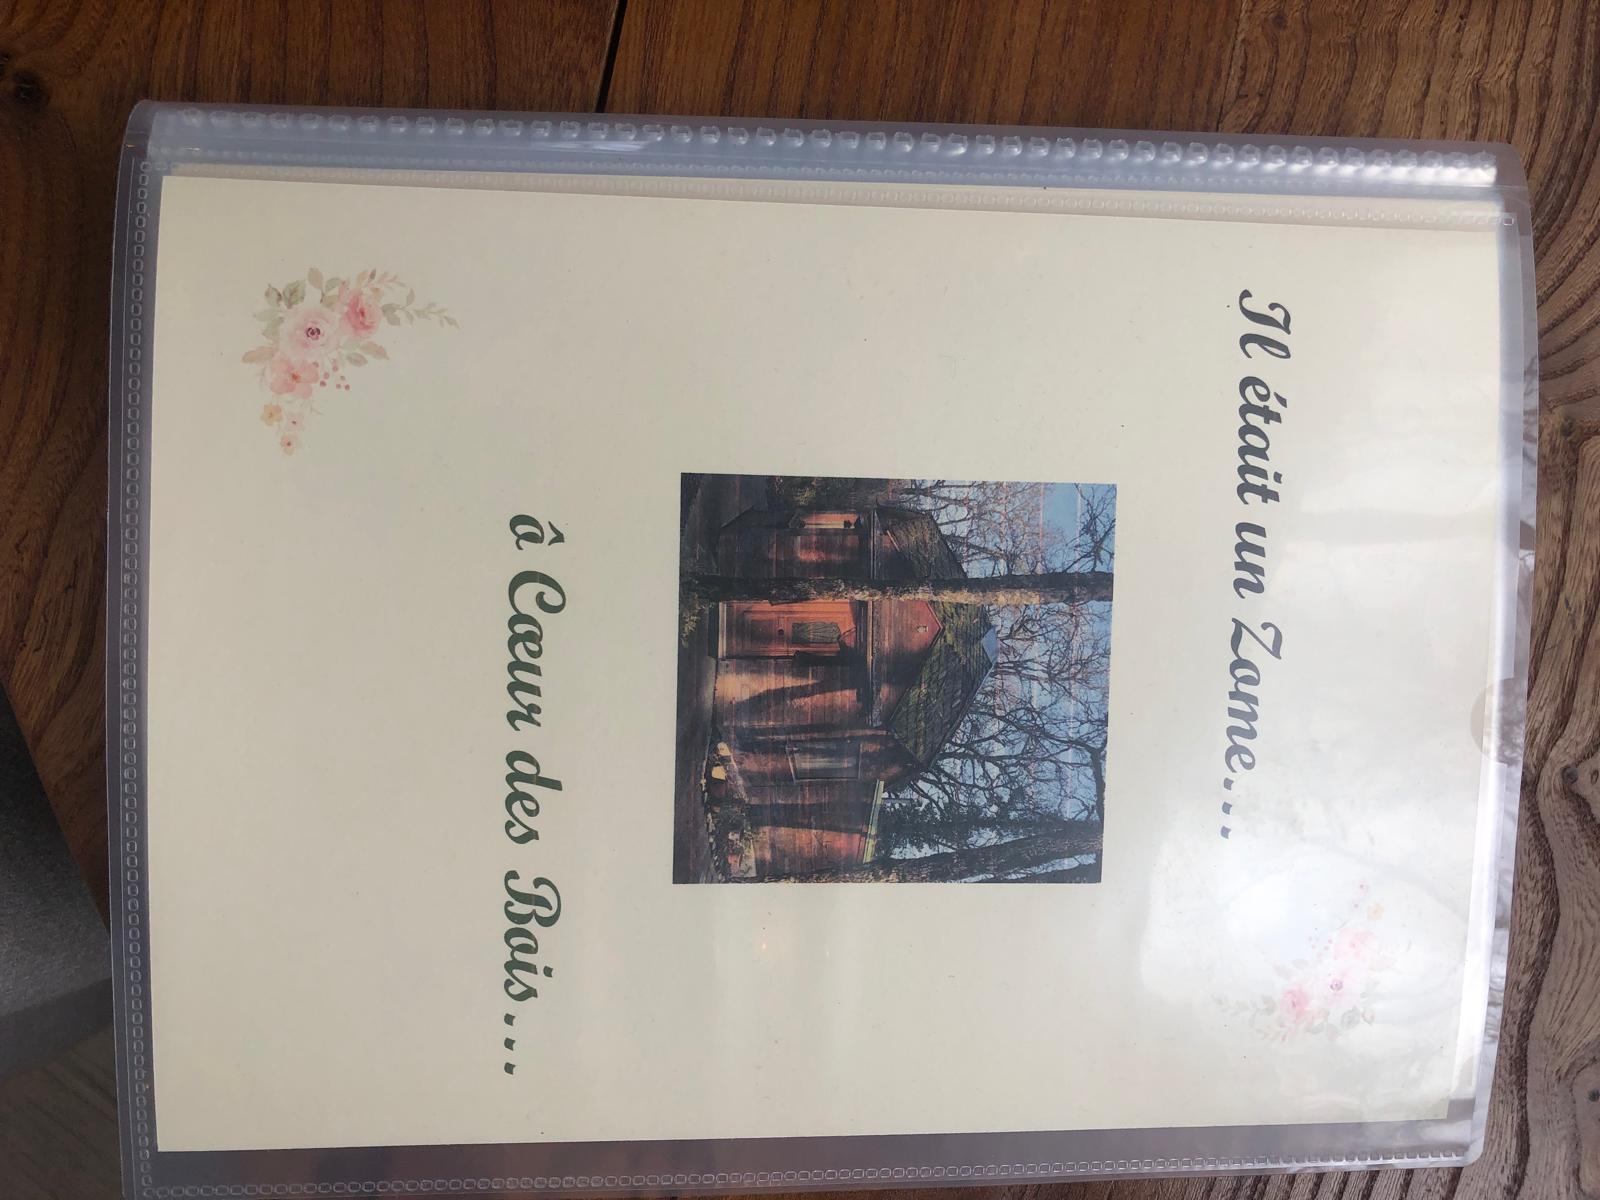 Il était un Zome...
ô Cœur des Bois...